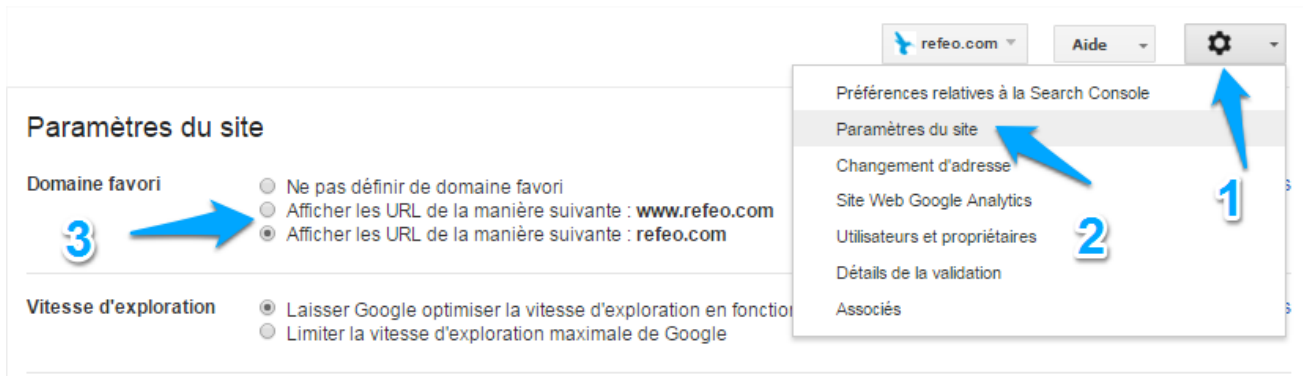 refeo.com
Aide
Préférences relatives à la Search Console
Paramètres du site
Changement d'adresse
Site Web Google Analytics
Utilisateurs et propriétaires
Détails de la validation
Associés
1
2
Paramètres du site
Domaine favori
Ne pas définir de domaine favori
Afficher les URL de la manière suivante : www.refeo.com
Afficher les URL de la manière suivante : refeo.com
3
Vitesse d'exploration
Laisser Google optimiser la vitesse d'exploration en fonction
Limiter la vitesse d'exploration maximale de Google